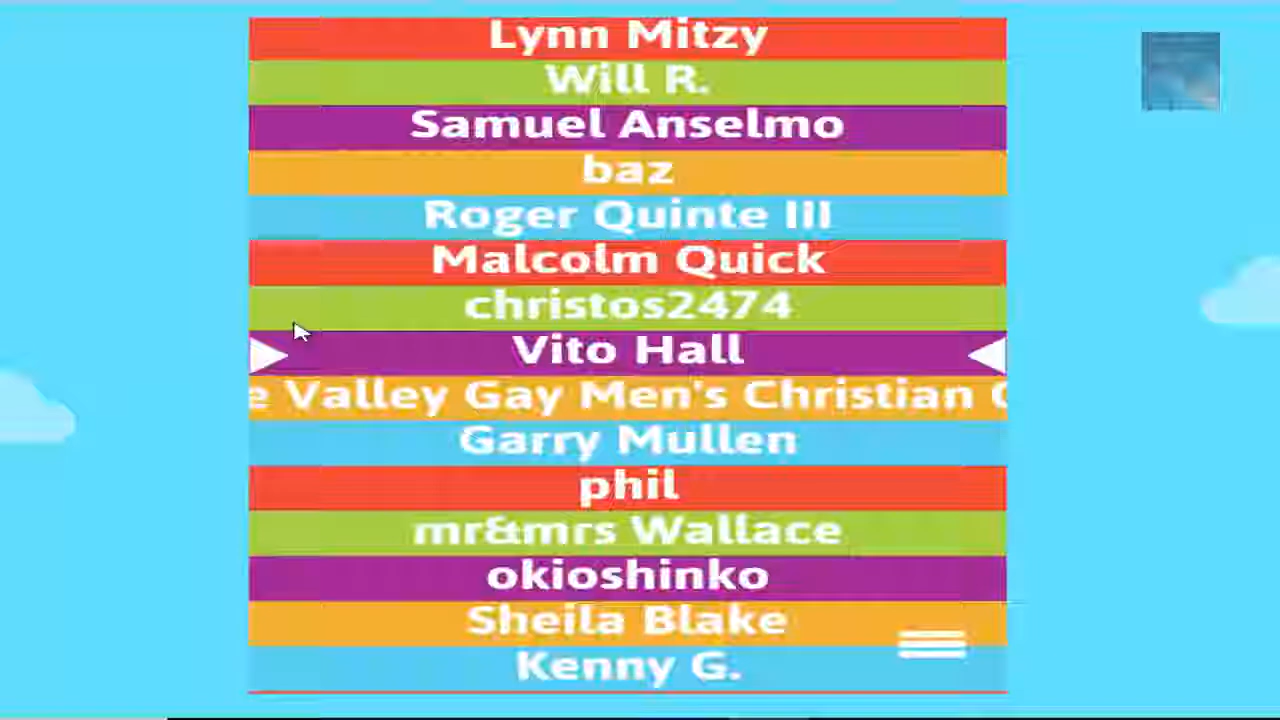 Lynn Mitzy
Will R.
Samuel Anselmo
baz
Roger Quinte III
Malcolm Quick
christos2474
Vito Hall
Valley Gay Men's Christian
Garry Mullen
phil
mr&mrs Wallace
okioshinko
Sheila Blake
Kenny G.